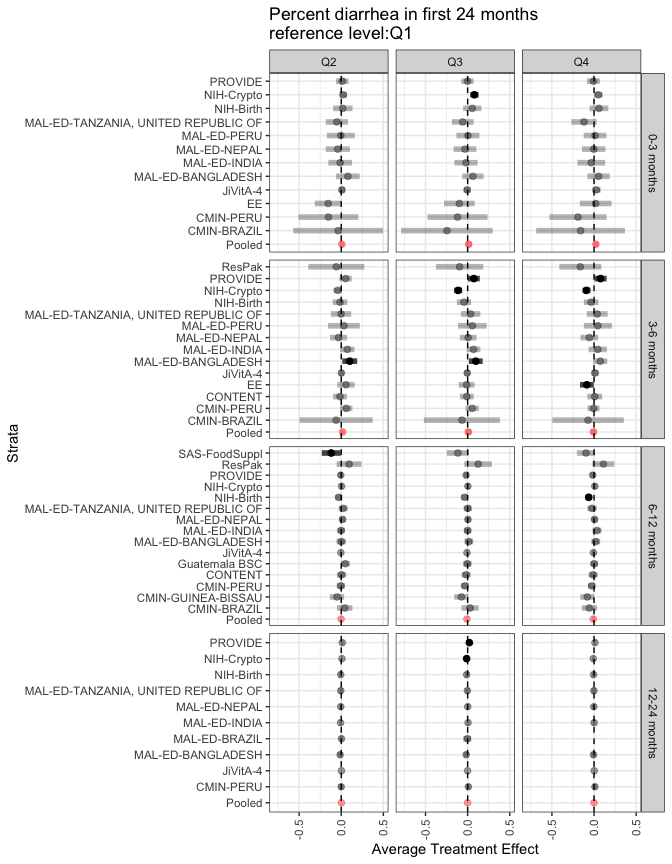 Percent diarrhea in first 24 months
reference level:Q1
Q2 Q3 Q4
PROVIDE
NIH-Crypto
NIH-Birth
MAL-ED-TANZANIA, UNITED REPUBLIC OF
MAL-ED-PERU
MAL-ED-NEPAL
MAL-ED-INDIA
MAL-ED-BANGLADESH
JiVitA-4
EE
CMIN-PERU
CMIN-BRAZIL
Pooled
0-3 months
ResPak
PROVIDE
NIH-Crypto
NIH-Birth
MAL-ED-TANZANIA, UNITED REPUBLIC OF
MAL-ED-PERU
MAL-ED-NEPAL
MAL-ED-INDIA
MAL-ED-BANGLADESH
JiVitA-4
EE
CONTENT
CMIN-PERU
CMIN-BRAZIL
Pooled
3-6 months
Strata
SAS-FoodSuppl
ResPak
PROVIDE
NIH-Crypto
NIH-Birth
MAL-ED-TANZANIA, UNITED REPUBLIC OF
MAL-ED-NEPAL
MAL-ED-INDIA
MAL-ED-BANGLADESH
JiVitA-4
Guatemala BSC
CONTENT
CMIN-PERU
CMIN-GUINEA-BISSAU
CMIN-BRAZIL
Pooled
6-12 months
PROVIDE
NIH-Crypto
NIH-Birth
MAL-ED-TANZANIA, UNITED REPUBLIC OF
MAL-ED-NEPAL
MAL-ED-INDIA
MAL-ED-BRAZIL
MAL-ED-BANGLADESH
JiVitA-4
CMIN-PERU
Pooled
12-24 months
-0.5 0.0 0.5 -0.5 0.0 0.5 -0.5 0.0 0.5
Average Treatment Effect